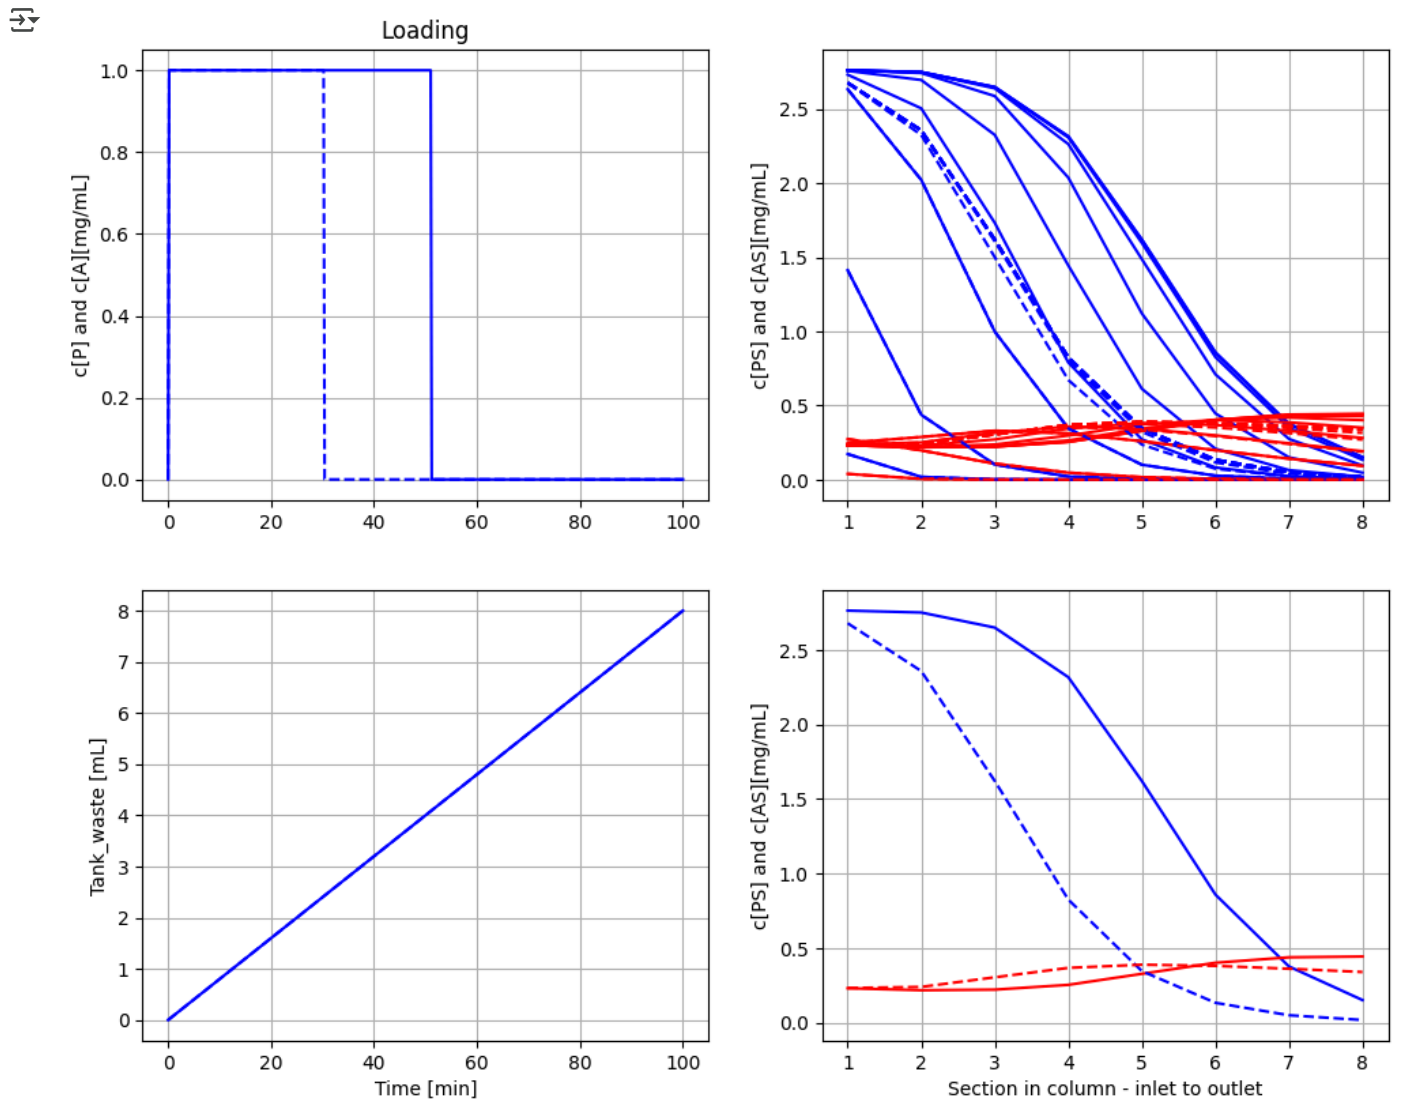 Loading
c[P] and c[A][mg/mL]
1.0
0.8
0.6
0.4
0.2
0.0
0 20 40 60 80 100
c[PS] and c[AS][mg/mL]
2.5
2.0
1.5
1.0
0.5
0.0
1 2 3 4 5 6 7 8
Tank_waste [mL]
8
7
6
5
4
3
2
1
0
0 20 40 60 80 100
Time [min]
c[PS] and c[AS][mg/mL]
2.5
2.0
1.5
1.0
0.5
0.0
1 2 3 4 5 6 7 8
Section in column - inlet to outlet